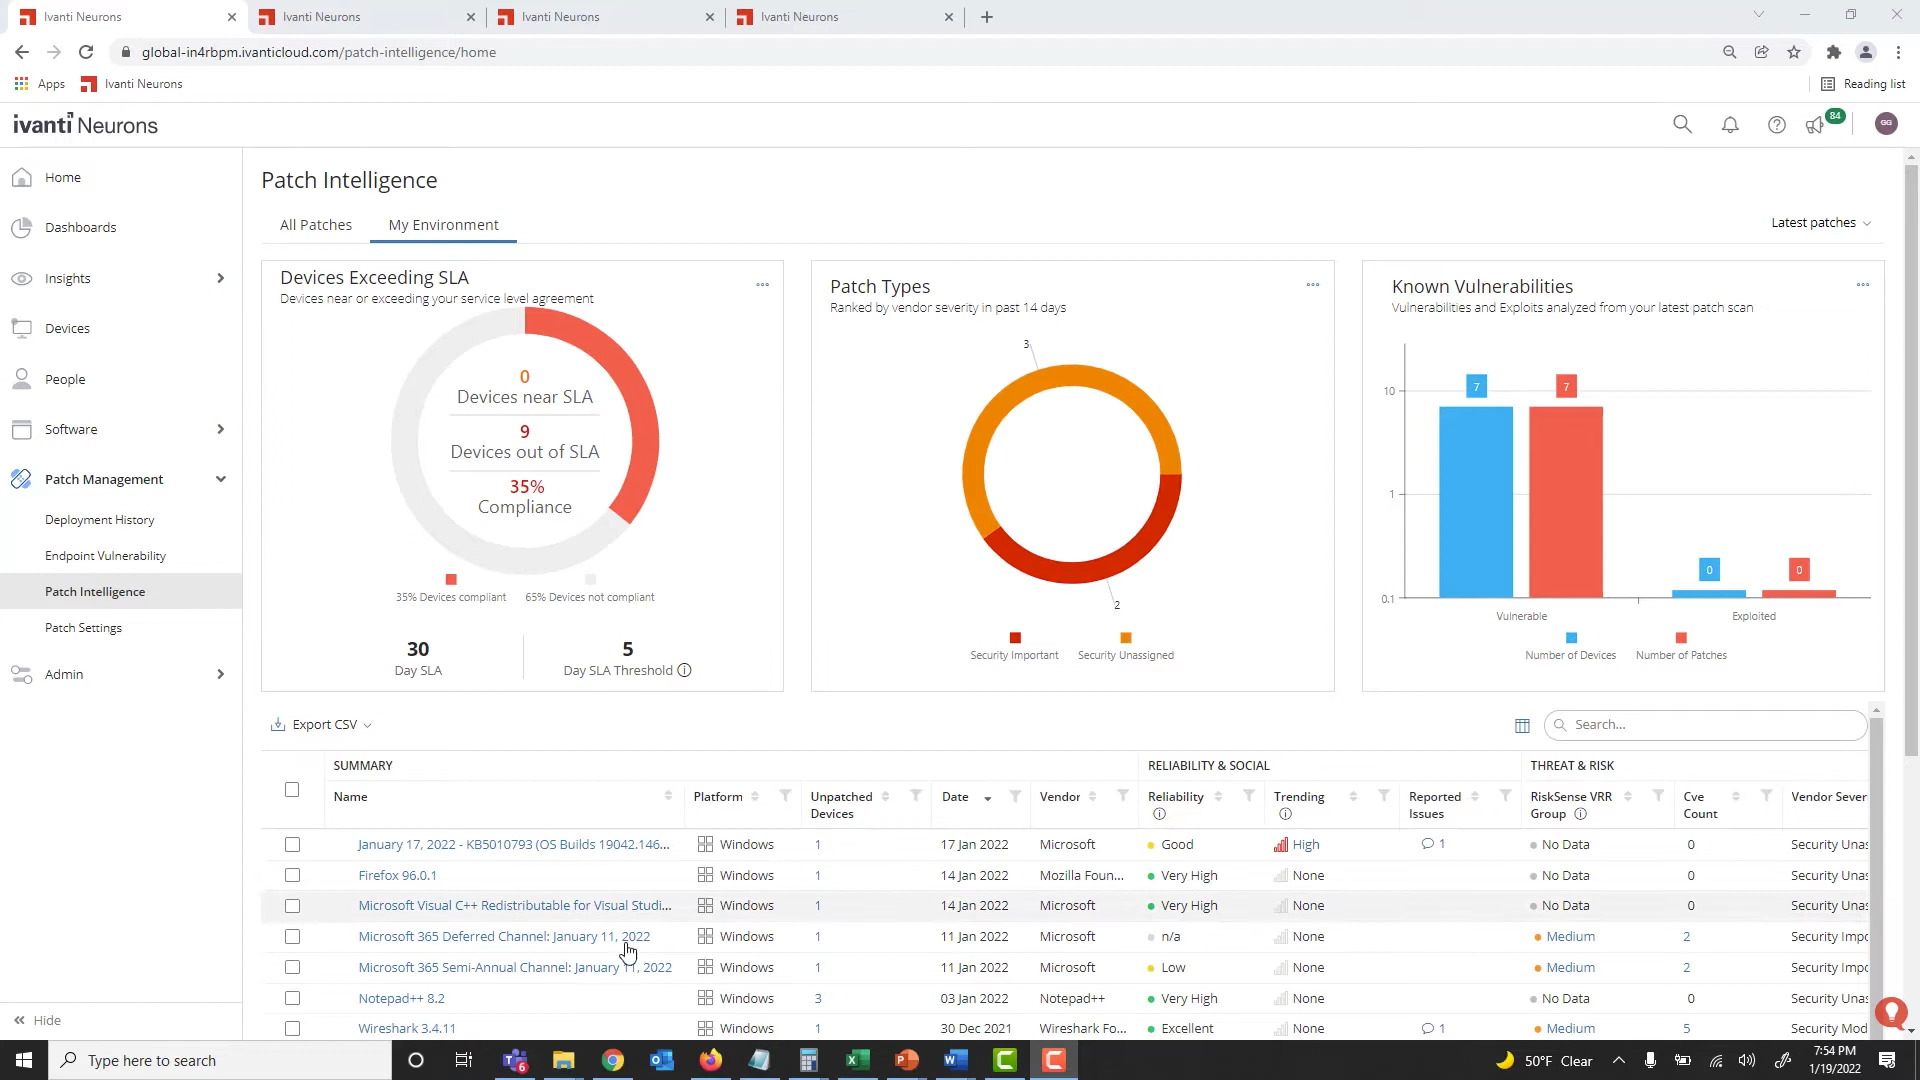 Ivanti Neurons
Ivanti Neurons
Ivanti Neurons
Ivanti Neurons
global-in4rbpm.ivanticloud.com/patch-intelligence/home
Apps
Ivanti Neurons
Reading list
ivanti Neurons
84
GG
Home
Dashboards
Insights
Devices
People
Software
Patch Management
Deployment History
Endpoint Vulnerability
Patch Intelligence
Patch Settings
Admin
Hide
Patch Intelligence
All Patches
My Environment
Latest patches
Devices Exceeding SLA
Devices near or exceeding your service level agreement
0
Devices near SLA
9
Devices out of SLA
35%
Compliance
35% Devices compliant
65% Devices not compliant
30
Day SLA
5
Day SLA Threshold
Patch Types
Ranked by vendor severity in past 14 days
3
2
Security Important
Security Unassigned
Known Vulnerabilities
Vulnerabilities and Exploits analyzed from your latest patch scan
10
1
0.1
7
7
0
0
Vulnerable
Exploited
Number of Devices
Number of Patches
Export CSV
Search...
SUMMARY RELIABILITY & SOCIAL THREAT & RISK
Name Platform Unpatched Devices Date Vendor Reliability Trending Reported Issues RiskSense VRR Group Cve Count Vendor Sever
January 17, 2022 - KB5010793 (OS Builds 19042.146... Windows 1 17 Jan 2022 Microsoft Good High 1 No Data 0 Security Unas
Firefox 96.0.1 Windows 1 14 Jan 2022 Mozilla Foun... Very High None No Data 0 Security Unas
Microsoft Visual C++ Redistributable for Visual Studi... Windows 1 14 Jan 2022 Microsoft Very High None No Data 0 Security Unas
Microsoft 365 Deferred Channel: January 11, 2022 Windows 1 11 Jan 2022 Microsoft n/a None Medium 2 Security Impo
Microsoft 365 Semi-Annual Channel: January 11, 2022 Windows 1 11 Jan 2022 Microsoft Low None Medium 2 Security Impo
Notepad++ 8.2 Windows 3 03 Jan 2022 Notepad++ Very High None No Data 0 Security Unas
Wireshark 3.4.11 Windows 1 30 Dec 2021 Wireshark Fo... Excellent None 1 Medium 5 Security Mod
Type here to search
6
50°F Clear
7:54 PM
1/19/2022